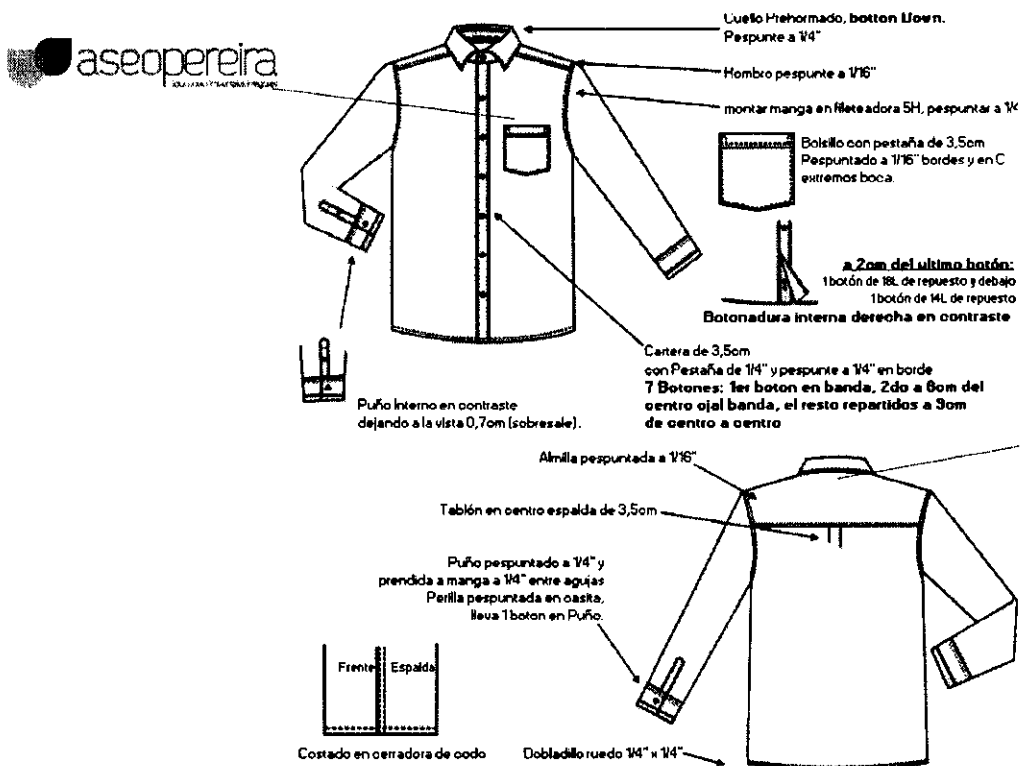 aseopereira
Cuello Prehormado, botton Down.
Pespunte a 1/4"
Hombro pespunte a 1/16"
montar manga en fileteadora 5H, pespuntar a 1/4
Bolsillo con pestaña de 3,5cm
Pespuntado a 1/16" bordes y en C
extremos boca.
a 2cm del ultimo botón:
1 botón de 18L de repuesto y debajo
1 botón de 14L de repuesto
Botonadura interna derecha en contraste
Cartera de 3,5cm
con Pestaña de 1/4" y pespunte a 1/4" en borde
7 Botones: 1er boton en banda, 2do a 6cm del
centro ojal banda, el resto repartidos a 9cm
de centro a centro
Puño Interno en contraste
dejando a la vista 0,7cm (sobresale).
Almilla pespuntada a 1/16"
Tablón en centro espalda de 3,5cm
Puño pespuntado a 1/4" y
prendida a manga a 1/4" entre agujas
Perilla pespuntada en casita,
lleva 1 boton en Puño.
Frente Espalda
Costado en cerradora de codo
Dobladillo ruedo 1/4" x 1/4"